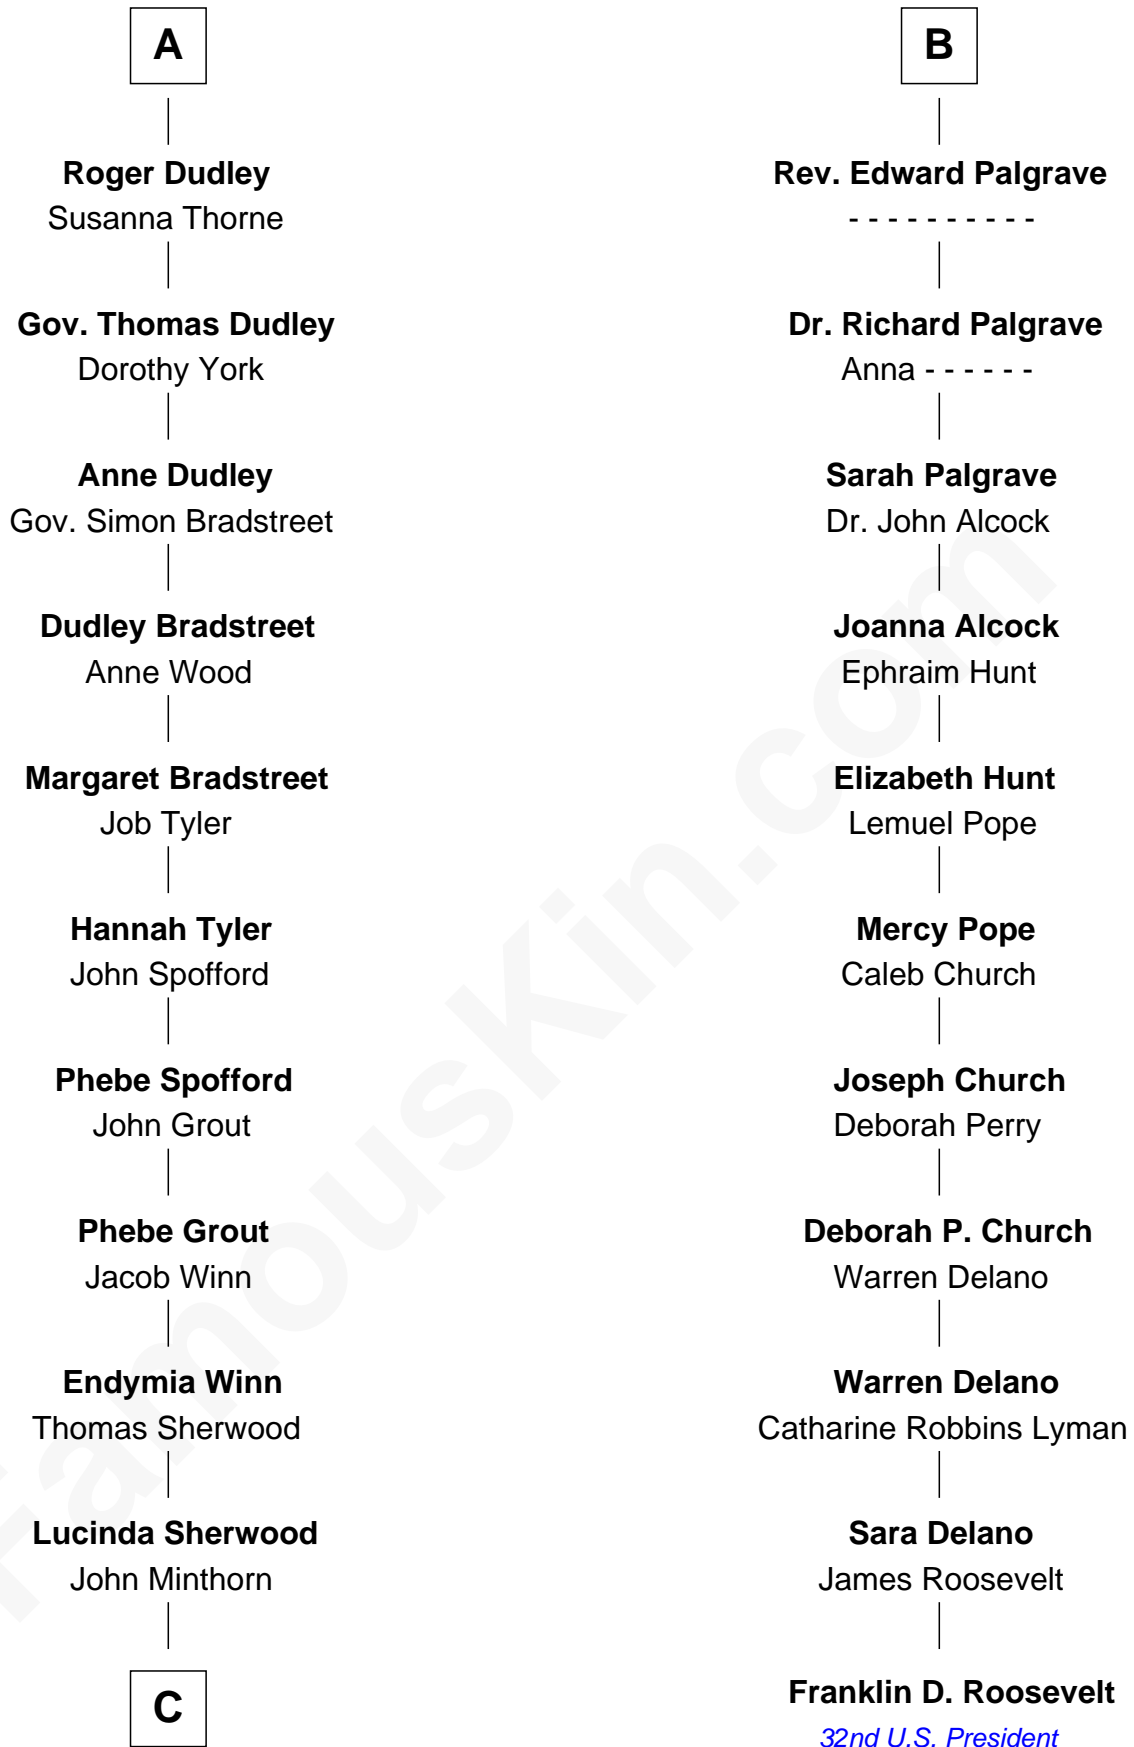 A
Roger Dudley
Susanna Thorne
Gov. Thomas Dudley
Dorothy York
Anne Dudley
Gov. Simon Bradstreet
Dudley Bradstreet
Anne Wood
Margaret Bradstreet
Job Tyler
Hannah Tyler
John Spofford
Phebe Spofford
John Grout
Phebe Grout
Jacob Winn
Endymia Winn
Thomas Sherwood
Lucinda Sherwood
John Minthorn
C
B
Rev. Edward Palgrave
- - - - - - - - - -
Dr. Richard Palgrave
Anna - - - - - -
Sarah Palgrave
Dr. John Alcock
Joanna Alcock
Ephraim Hunt
Elizabeth Hunt
Lemuel Pope
Mercy Pope
Caleb Church
Joseph Church
Deborah Perry
Deborah P. Church
Warren Delano
Warren Delano
Catharine Robbins Lyman
Sara Delano
James Roosevelt
Franklin D. Roosevelt
32nd U.S. President
FamousKin.com